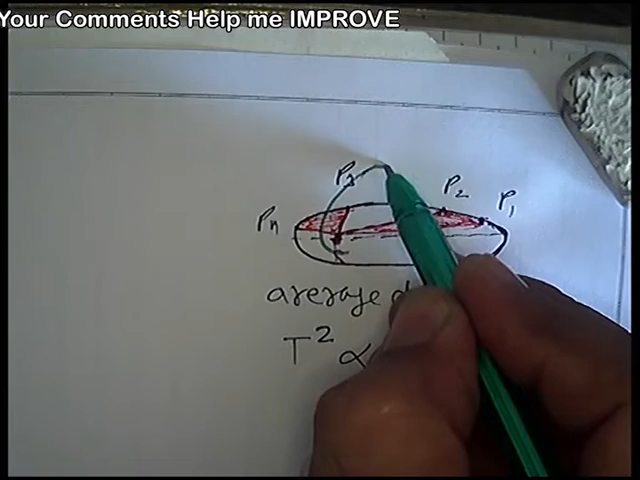 Your Comments Help me IMPROVE
P3 P2 P1
P4
average
T² ∝